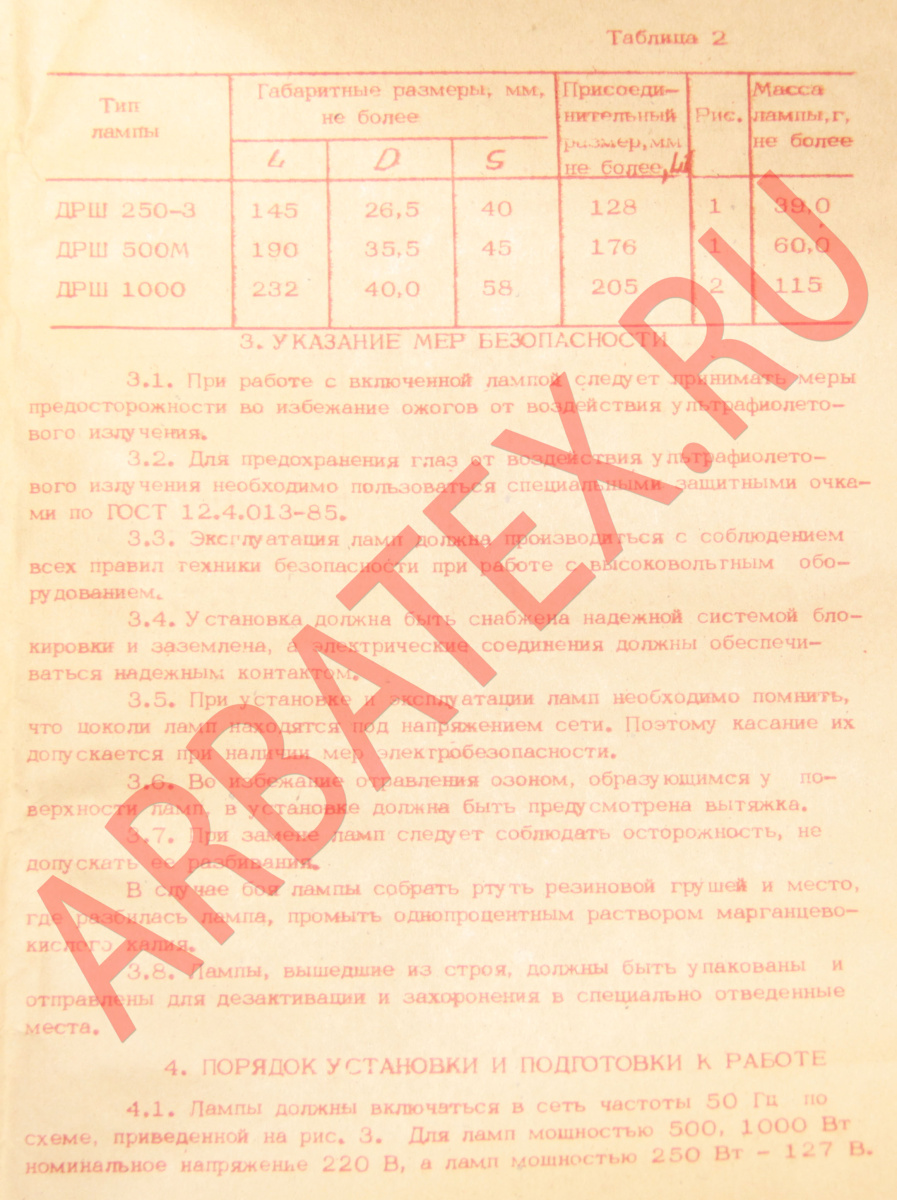 Таблица 2
Тип лампы | Габаритные размеры, мм, не более | Присоединительный размер, мм не более, L1 | Рис. | Масса лампы, г, не более
L | D | S
ДРШ 250-3 | 145 | 26,5 | 40 | 128 | 1 | 39,0
ДРШ 500М | 190 | 35,5 | 45 | 176 | 1 | 60,0
ДРШ 1000 | 232 | 40,0 | 58 | 205 | 2 | 115
3. УКАЗАНИЕ МЕР БЕЗОПАСНОСТИ
3.1. При работе с включенной лампой следует принимать меры
предосторожности во избежание ожогов от воздействия ультрафиолето-
вого излучения.
3.2. Для предохранения глаз от воздействия ультрафиолето-
вого излучения необходимо пользоваться специальными защитными очка-
ми по ГОСТ 12.4.013-85.
3.3. Эксплуатация ламп должна производиться с соблюдением
всех правил техники безопасности при работе с высоковольтным обо-
рудованием.
3.4. Установка должна быть снабжена надежной системой бло-
кировки и заземлена, а электрические соединения должны обеспечи-
ваться надежным контактом.
3.5. При установке и эксплуатации ламп необходимо помнить,
что цоколи ламп находятся под напряжением сети. Поэтому касание их
допускается при наличии мер электробезопасности.
3.6. Во избежание отравления озоном, образующимся у по-
верхности ламп, в установке должна быть предусмотрена вытяжка.
3.7. При замене ламп следует соблюдать осторожность, не
допускать ее разбивания.
В случае боя лампы собрать ртуть резиновой грушей и место,
где разбилась лампа, промыть однопроцентным раствором марганцево-
кислого калия.
3.8. Лампы, вышедшие из строя, должны быть упакованы и
отправлены для дезактивации и захоронения в специально отведенные
места.
4. ПОРЯДОК УСТАНОВКИ И ПОДГОТОВКИ К РАБОТЕ
4.1. Лампы должны включаться в сеть частоты 50 Гц по
схеме, приведенной на рис. 3. Для ламп мощностью 500, 1000 Вт
номинальное напряженье 220 В, а ламп мощностью 250 Вт - 127 В.
ARBATEX.RU